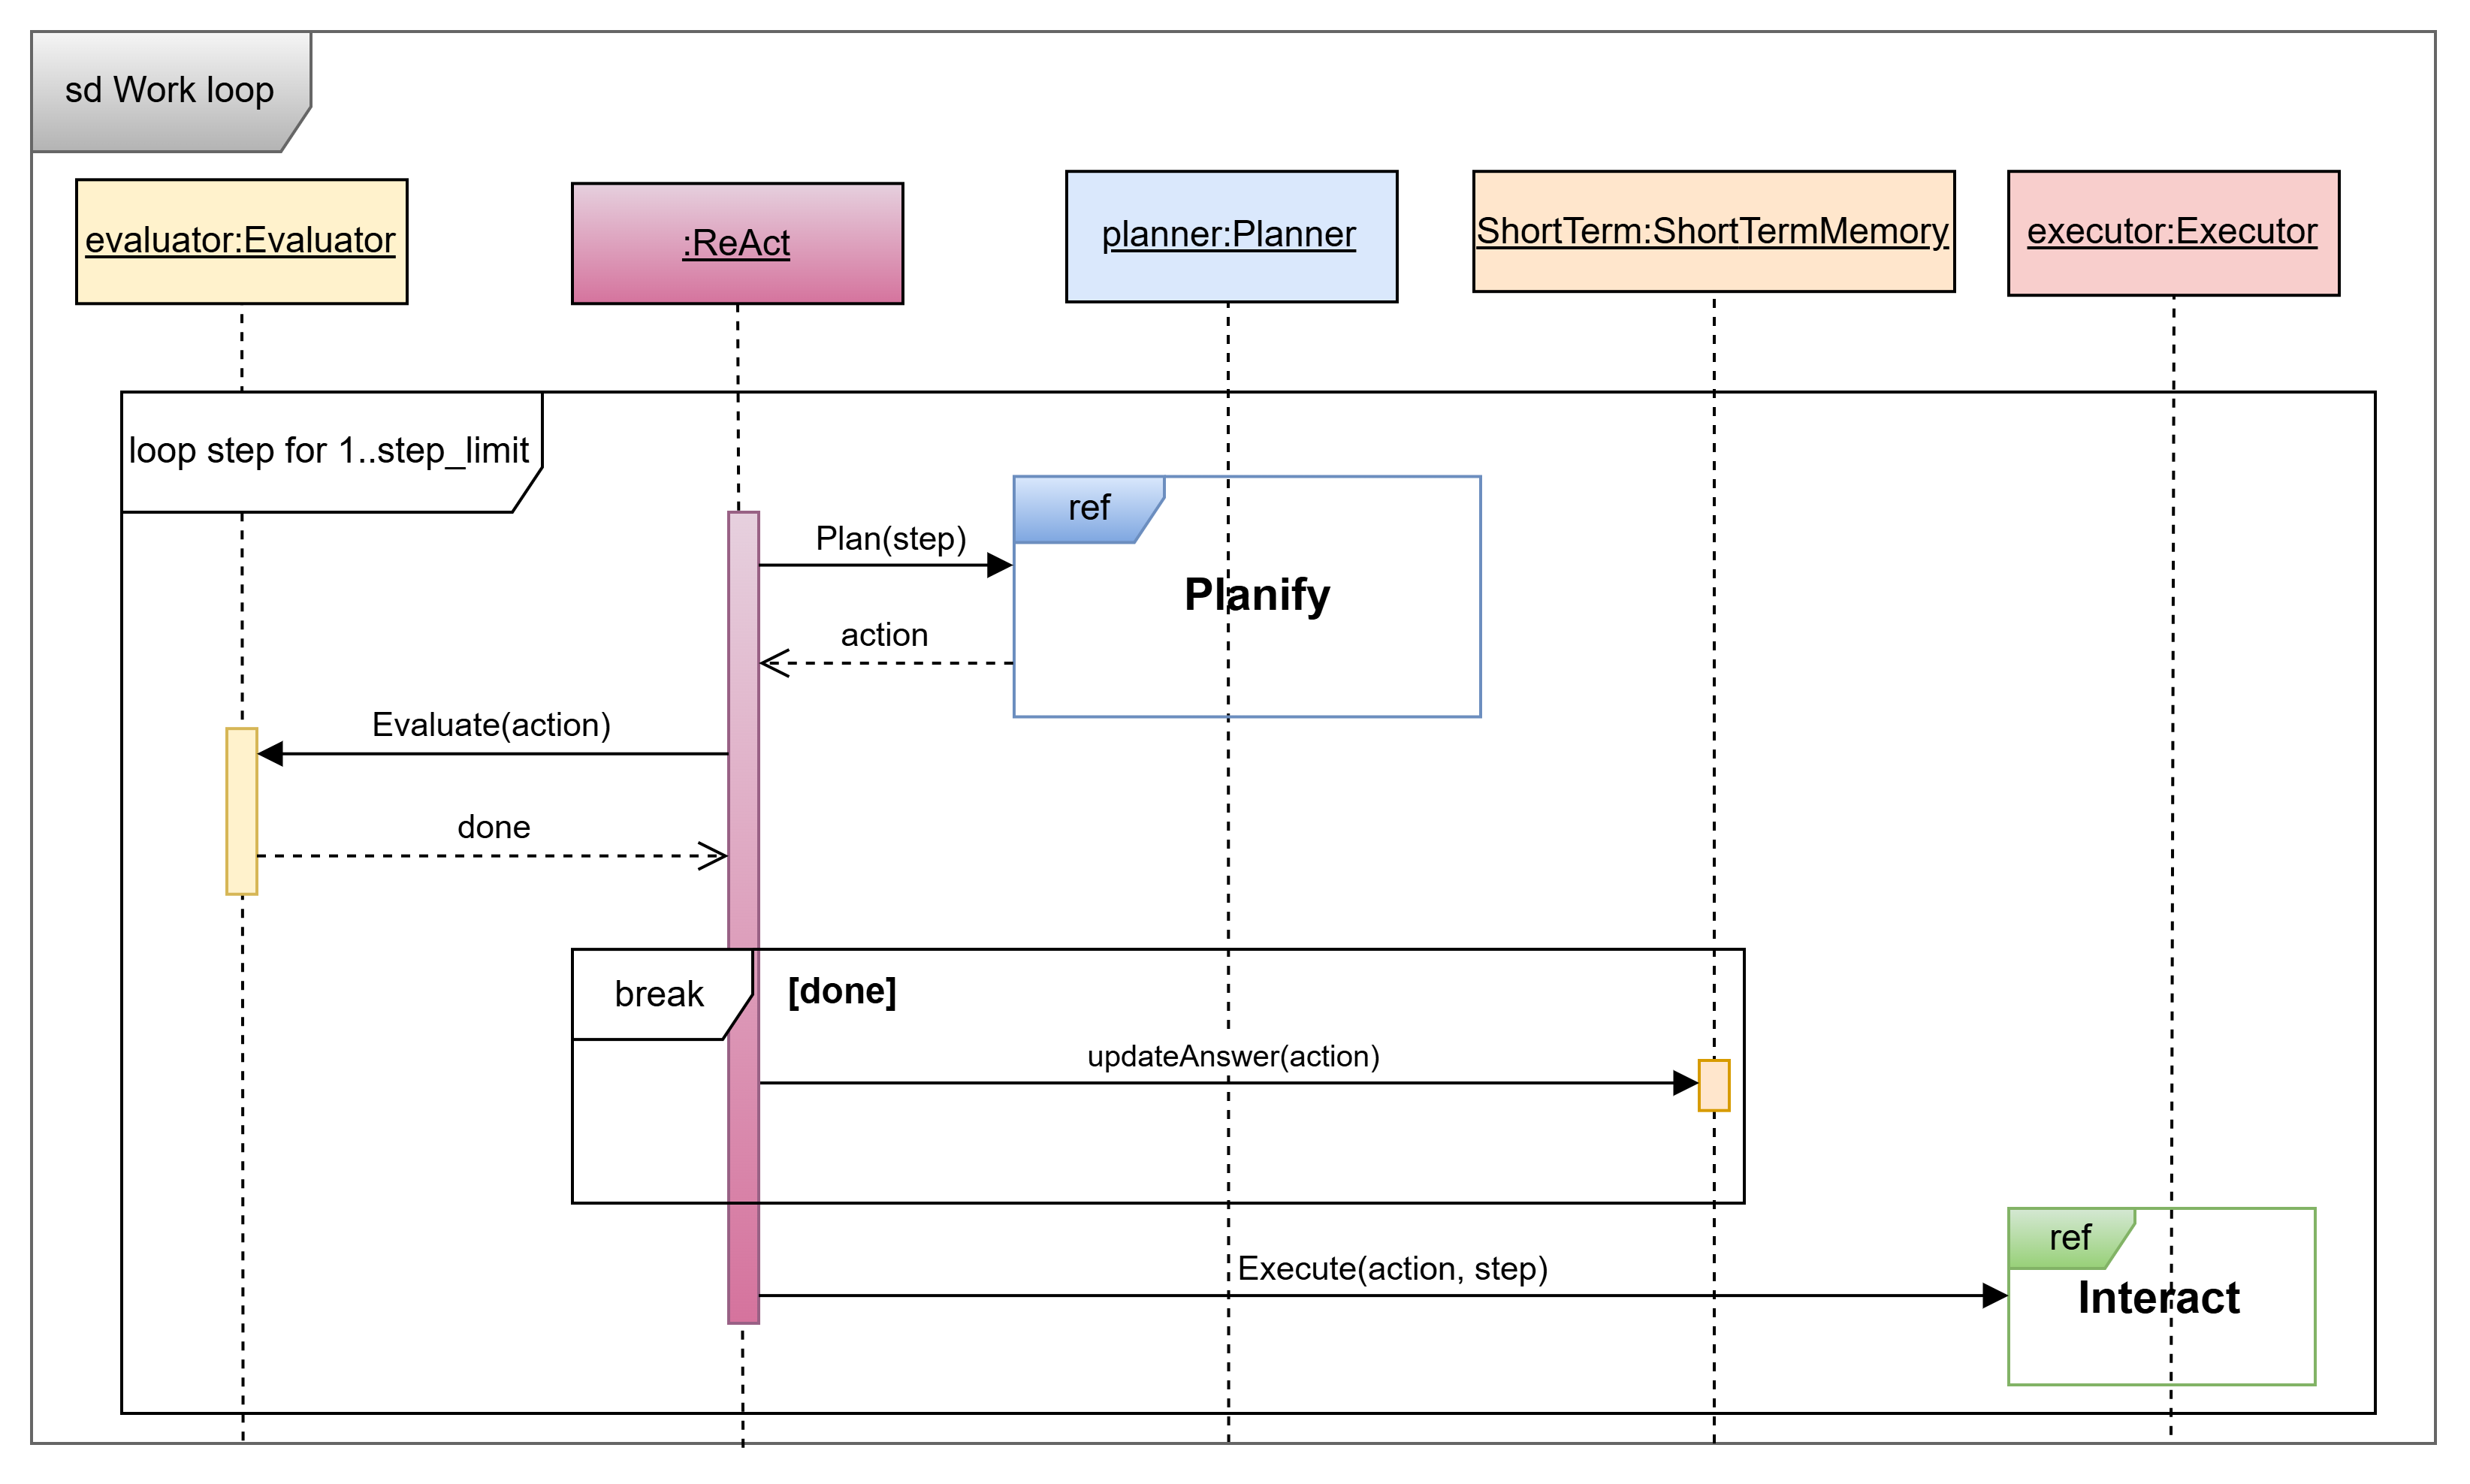 sd Work loop
evaluator:Evaluator
:ReAct
planner:Planner
ShortTerm:ShortTermMemory
executor:Executor
loop step for 1..step_limit
ref
Plan(step)
Planify
action
Evaluate(action)
done
break
[done]
updateAnswer(action)
ref
Execute(action, step)
Interact